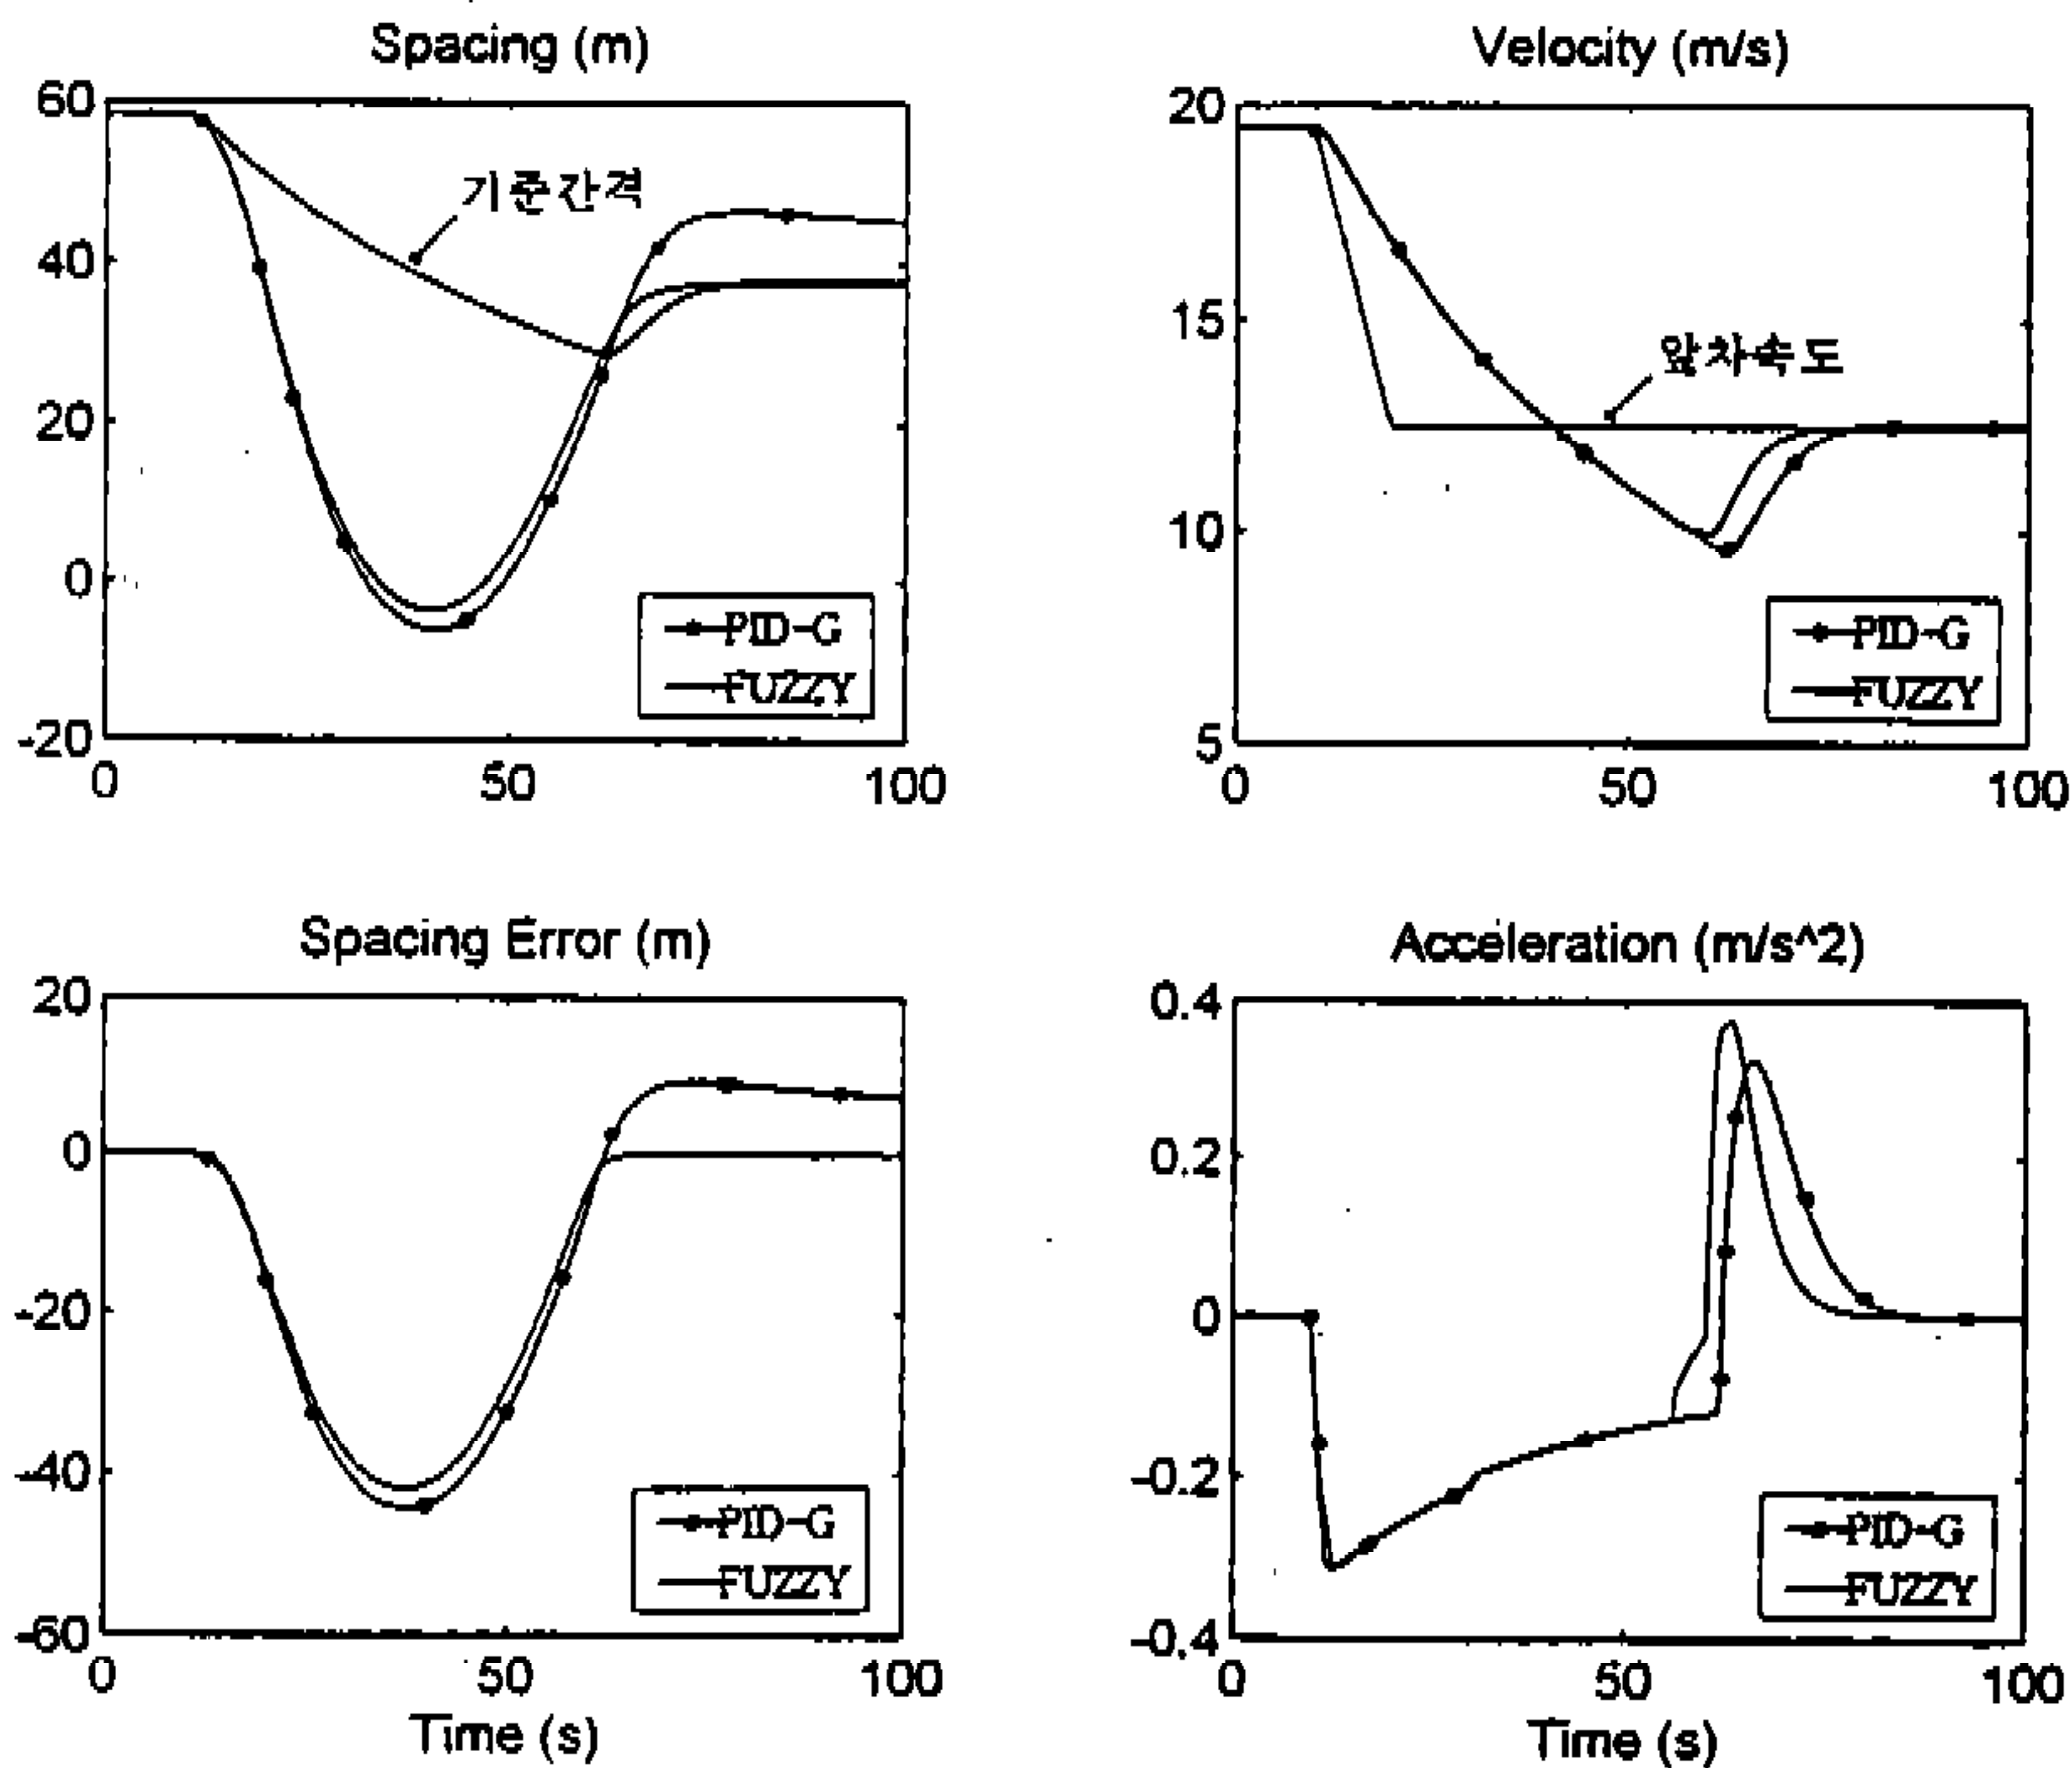 Spacing (m)
60
40
20
0
-20
0
50
100
기준간격
PID-G
FUZZY
Velocity (m/s)
20
15
10
5
0
50
100
앞차속도
PID-G
FUZZY
Spacing Error (m)
20
0
-20
-40
-60
0
50
100
Time (s)
PID-G
FUZZY
Acceleration (m/s^2)
0.4
0.2
0
-0.2
-0.4
0
50
100
Time (s)
PID-G
FUZZY